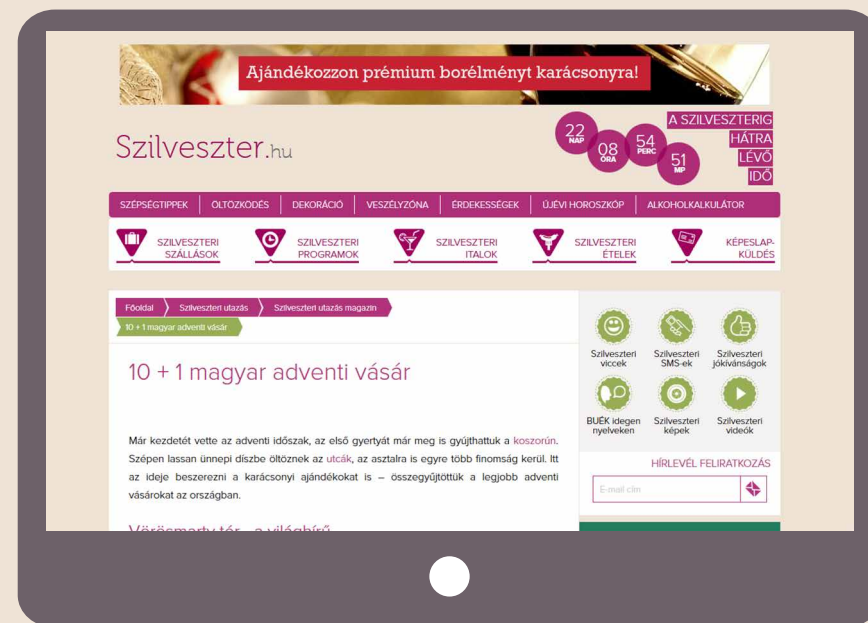 Ajándékozzon prémium borélményt karácsonyra!
Szilveszter.hu
22 NAP
08 ÓRA
54 PERC
51 MP
A SZILVESZTERIG
HÁTRA
LÉVŐ
IDŐ
SZÉPSÉGTIPPEK ÖLTÖZKÖDÉS DEKORÁCIÓ VESZÉLYZÓNA ÉRDEKESSÉGEK ÚJÉVI HOROSZKÓP ALKOHOLKALKULÁTOR
SZILVESZTERI SZÁLLÁSOK
SZILVESZTERI PROGRAMOK
SZILVESZTERI ITALOK
SZILVESZTERI ÉTELEK
KÉPESLAP-KÜLDÉS
Főoldal Szilveszteri utazás Szilveszteri utazás magazin
10 + 1 magyar adventi vásár
10 + 1 magyar adventi vásár
Már kezdetét vette az adventi időszak, az első gyertyát már meg is gyújthattuk a koszorún.
Szépen lassan ünnepi díszbe öltöznek az utcák, az asztalra is egyre több finomság kerül. Itt
az ideje beszerezni a karácsonyi ajándékokat is – összegyűjtöttük a legjobb adventi
vásárokat az országban.
Vörösmarty tér - a világhírű
Szilveszteri viccek
Szilveszteri SMS-ek
Szilveszteri jókívánságok
BUÉK idegen nyelveken
Szilveszteri képek
Szilveszteri videók
HÍRLEVÉL FELIRATKOZÁS
E-mail cím